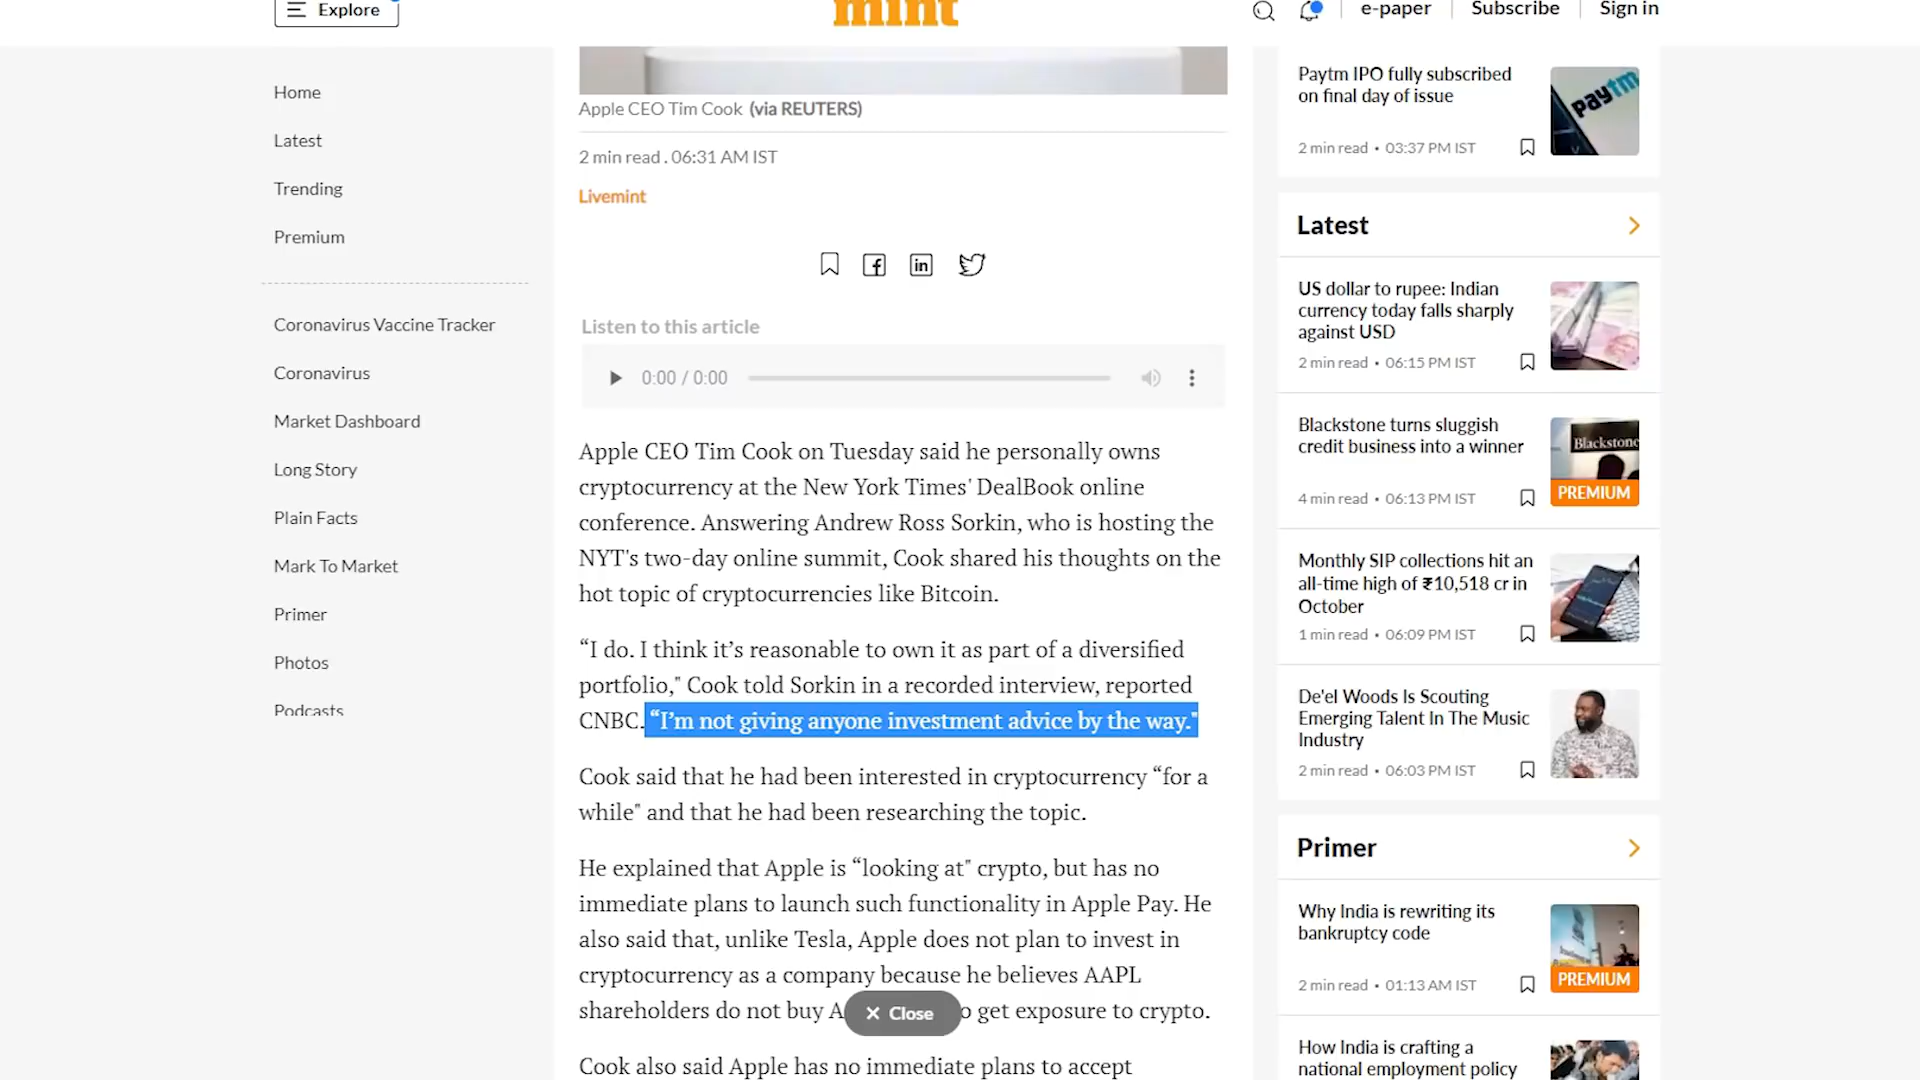 Explore
mint
e-paper
Subscribe
Sign in
Home
Latest
Trending
Premium
Coronavirus Vaccine Tracker
Coronavirus
Market Dashboard
Long Story
Plain Facts
Mark To Market
Primer
Photos
Podcasts
Apple CEO Tim Cook (via REUTERS)
2 min read . 06:31 AM IST
Livemint
Listen to this article
0:00 / 0:00
Apple CEO Tim Cook on Tuesday said he personally owns
cryptocurrency at the New York Times' DealBook online
conference. Answering Andrew Ross Sorkin, who is hosting the
NYT's two-day online summit, Cook shared his thoughts on the
hot topic of cryptocurrencies like Bitcoin.
“I do. I think it’s reasonable to own it as part of a diversified
portfolio," Cook told Sorkin in a recorded interview, reported
CNBC. “I’m not giving anyone investment advice by the way."
Cook said that he had been interested in cryptocurrency “for a
while" and that he had been researching the topic.
He explained that Apple is “looking at" crypto, but has no
immediate plans to launch such functionality in Apple Pay. He
also said that, unlike Tesla, Apple does not plan to invest in
cryptocurrency as a company because he believes AAPL
shareholders do not buy A
Close
o get exposure to crypto.
Cook also said Apple has no immediate plans to accept
Paytm IPO fully subscribed
on final day of issue
2 min read • 03:37 PM IST
paytm
Latest
US dollar to rupee: Indian
currency today falls sharply
against USD
2 min read • 06:15 PM IST
Blackstone turns sluggish
credit business into a winner
4 min read • 06:13 PM IST
Blackstone
PREMIUM
Monthly SIP collections hit an
all-time high of ₹10,518 cr in
October
1 min read • 06:09 PM IST
De'el Woods Is Scouting
Emerging Talent In The Music
Industry
2 min read • 06:03 PM IST
Primer
Why India is rewriting its
bankruptcy code
2 min read • 01:13 AM IST
PREMIUM
How India is crafting a
national employment policy